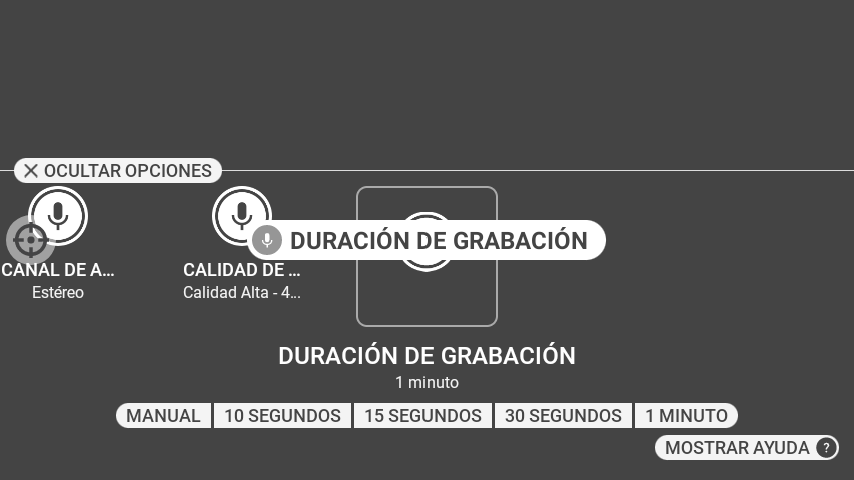 OCULTAR OPCIONES
DURACIÓN DE GRABACIÓN
CANAL DE A...
CALIDAD DE ...
Estéreo
Calidad Alta - 4...
DURACIÓN DE GRABACIÓN
1 minuto
MANUAL
10 SEGUNDOS
15 SEGUNDOS
30 SEGUNDOS
1 MINUTO
MOSTRAR AYUDA ?